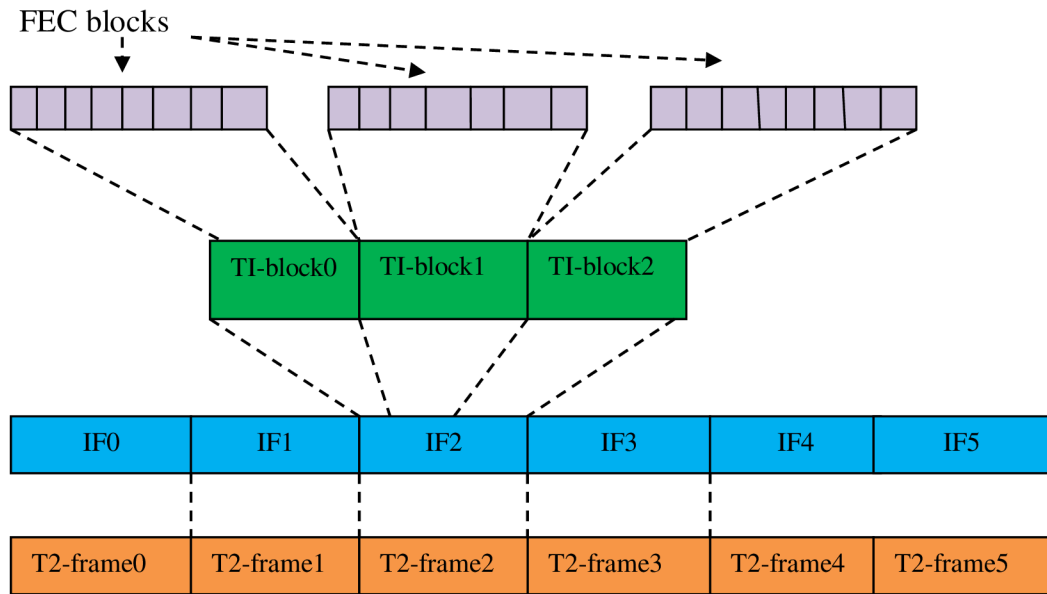 FEC blocks
TI-block0 TI-block1 TI-block2
IF0 IF1 IF2 IF3 IF4 IF5
T2-frame0 T2-frame1 T2-frame2 T2-frame3 T2-frame4 T2-frame5